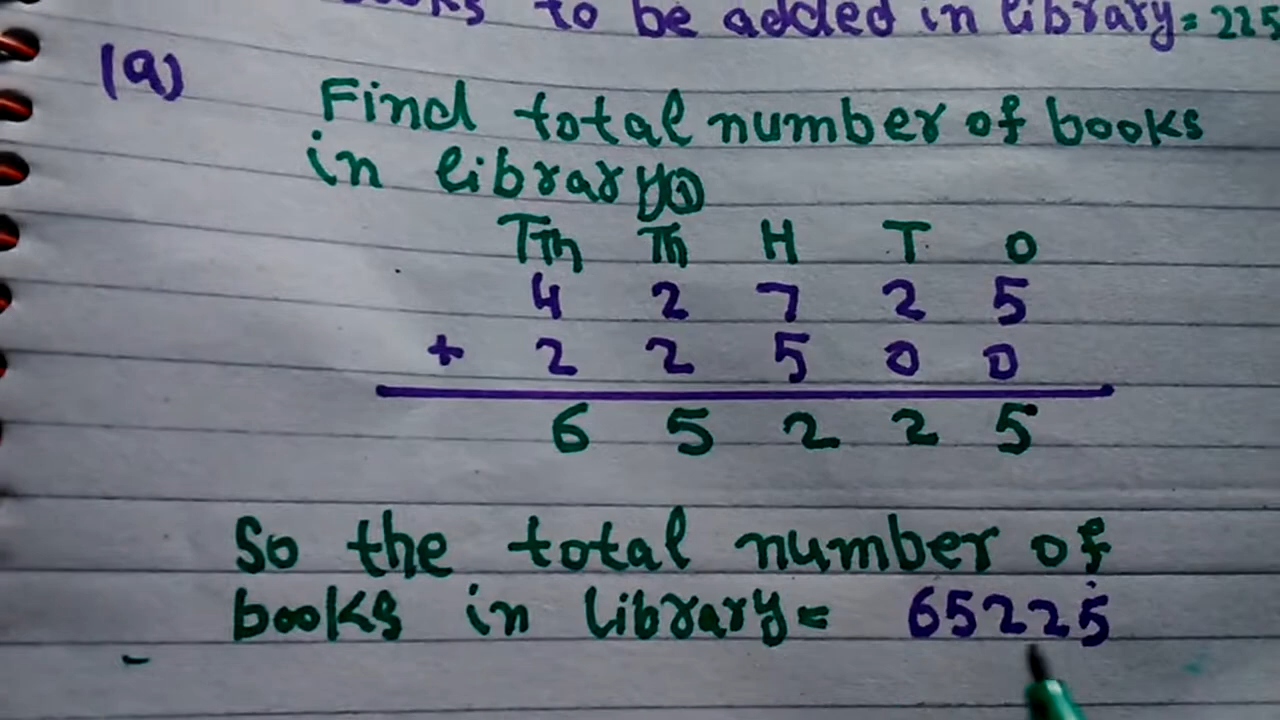 to be added in library= 225
(a)
Find total number of books
in library
Tth Th H T O
4 2 7 2 5
+ 2 2 5 0 0
6 5 2 2 5
So the total number of
books in library= 65225